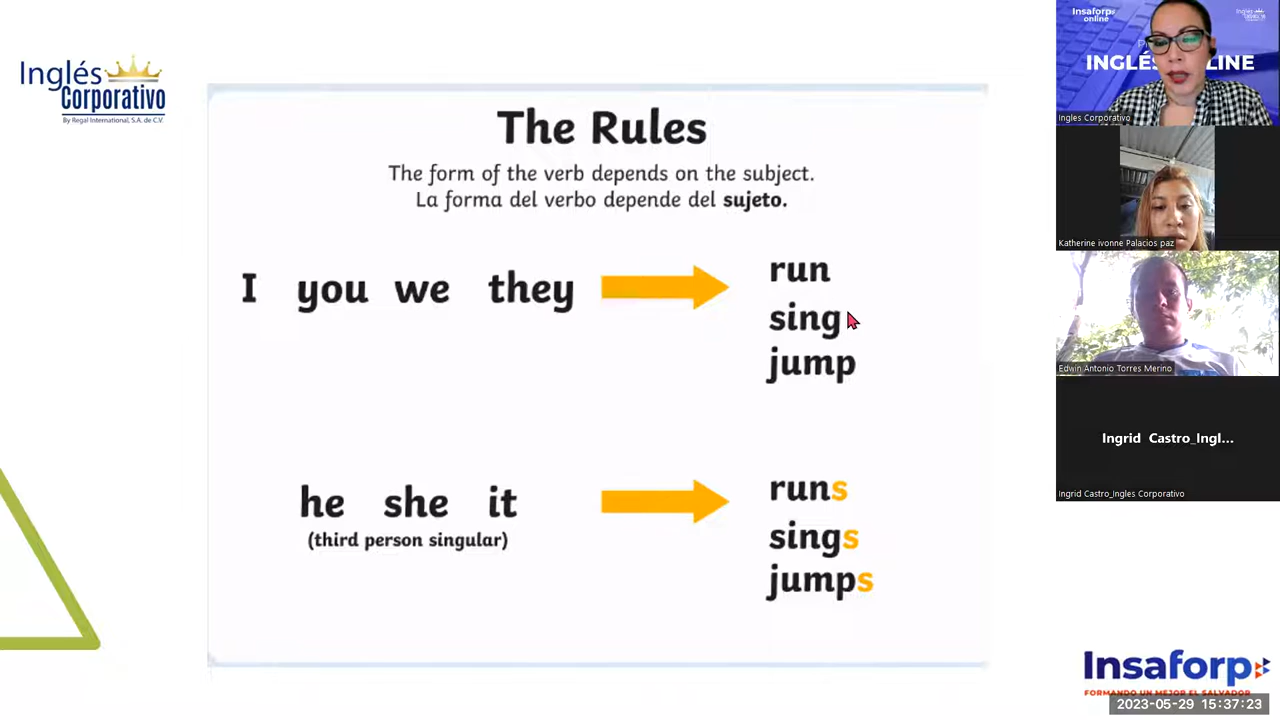 Inglés
Corporativo
By Regal International, S.A. de C.V.
The Rules
The form of the verb depends on the subject.
La forma del verbo depende del sujeto.
I you we they
run
sing
jump
he she it
(third person singular)
runs
sings
jumps
Insaforp
online
INGLÉS ONLINE
Ingles Corporativo
Katherine ivonne Palacios paz
Edwin Antonio Torres Merino
Ingrid Castro_Ingl...
Ingrid Castro_Ingles Corporativo
Insaforp
FORMANDO UN MEJOR EL SALVADOR
2023-05-29 15:37:23